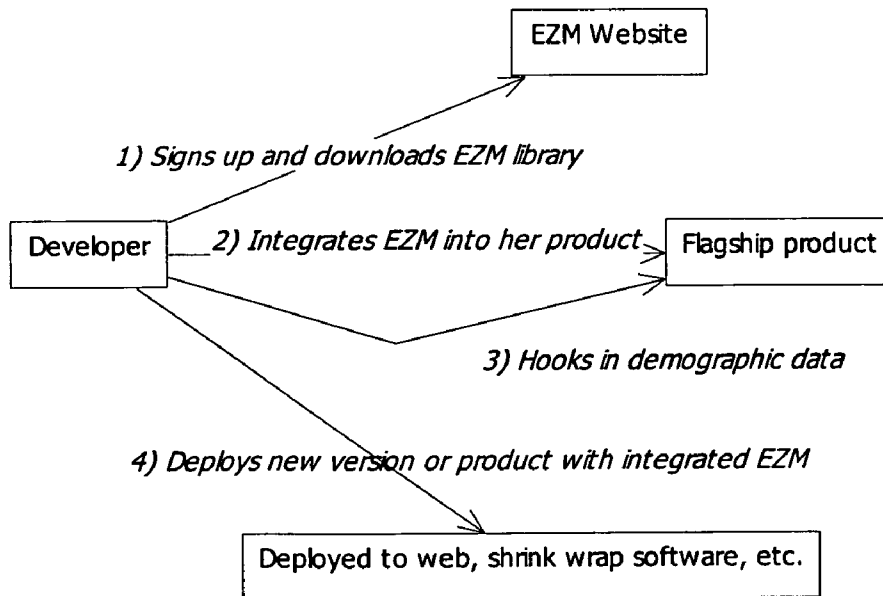 EZM Website
1) Signs up and downloads EZM library
Developer
2) Integrates EZM into her product
Flagship product
3) Hooks in demographic data
4) Deploys new version or product with integrated EZM
Deployed to web, shrink wrap software, etc.